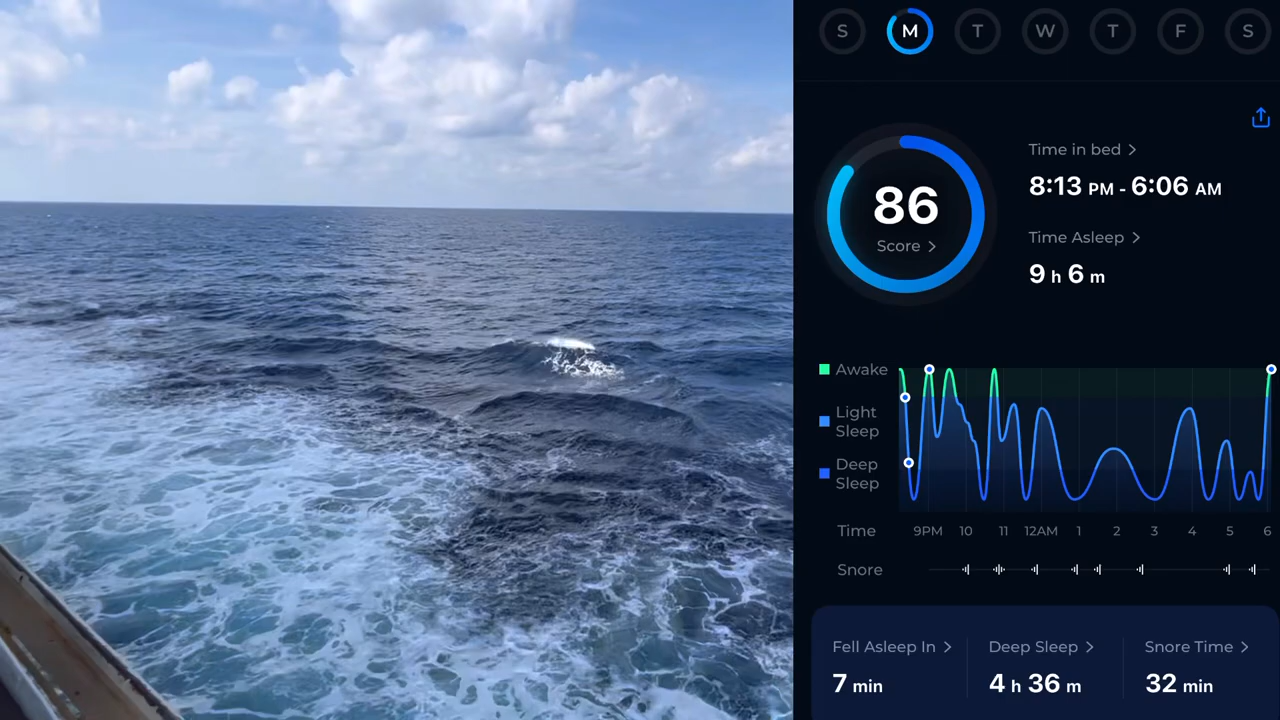 S M T W T F S
Time in bed >
8:13 PM - 6:06 AM
86
Score >
Time Asleep >
9 h 6 m
Awake
Light
Sleep
Deep
Sleep
Time 9PM 10 11 12AM 1 2 3 4 5 6
Snore
Fell Asleep In > Deep Sleep > Snore Time >
7 min 4 h 36 m 32 min